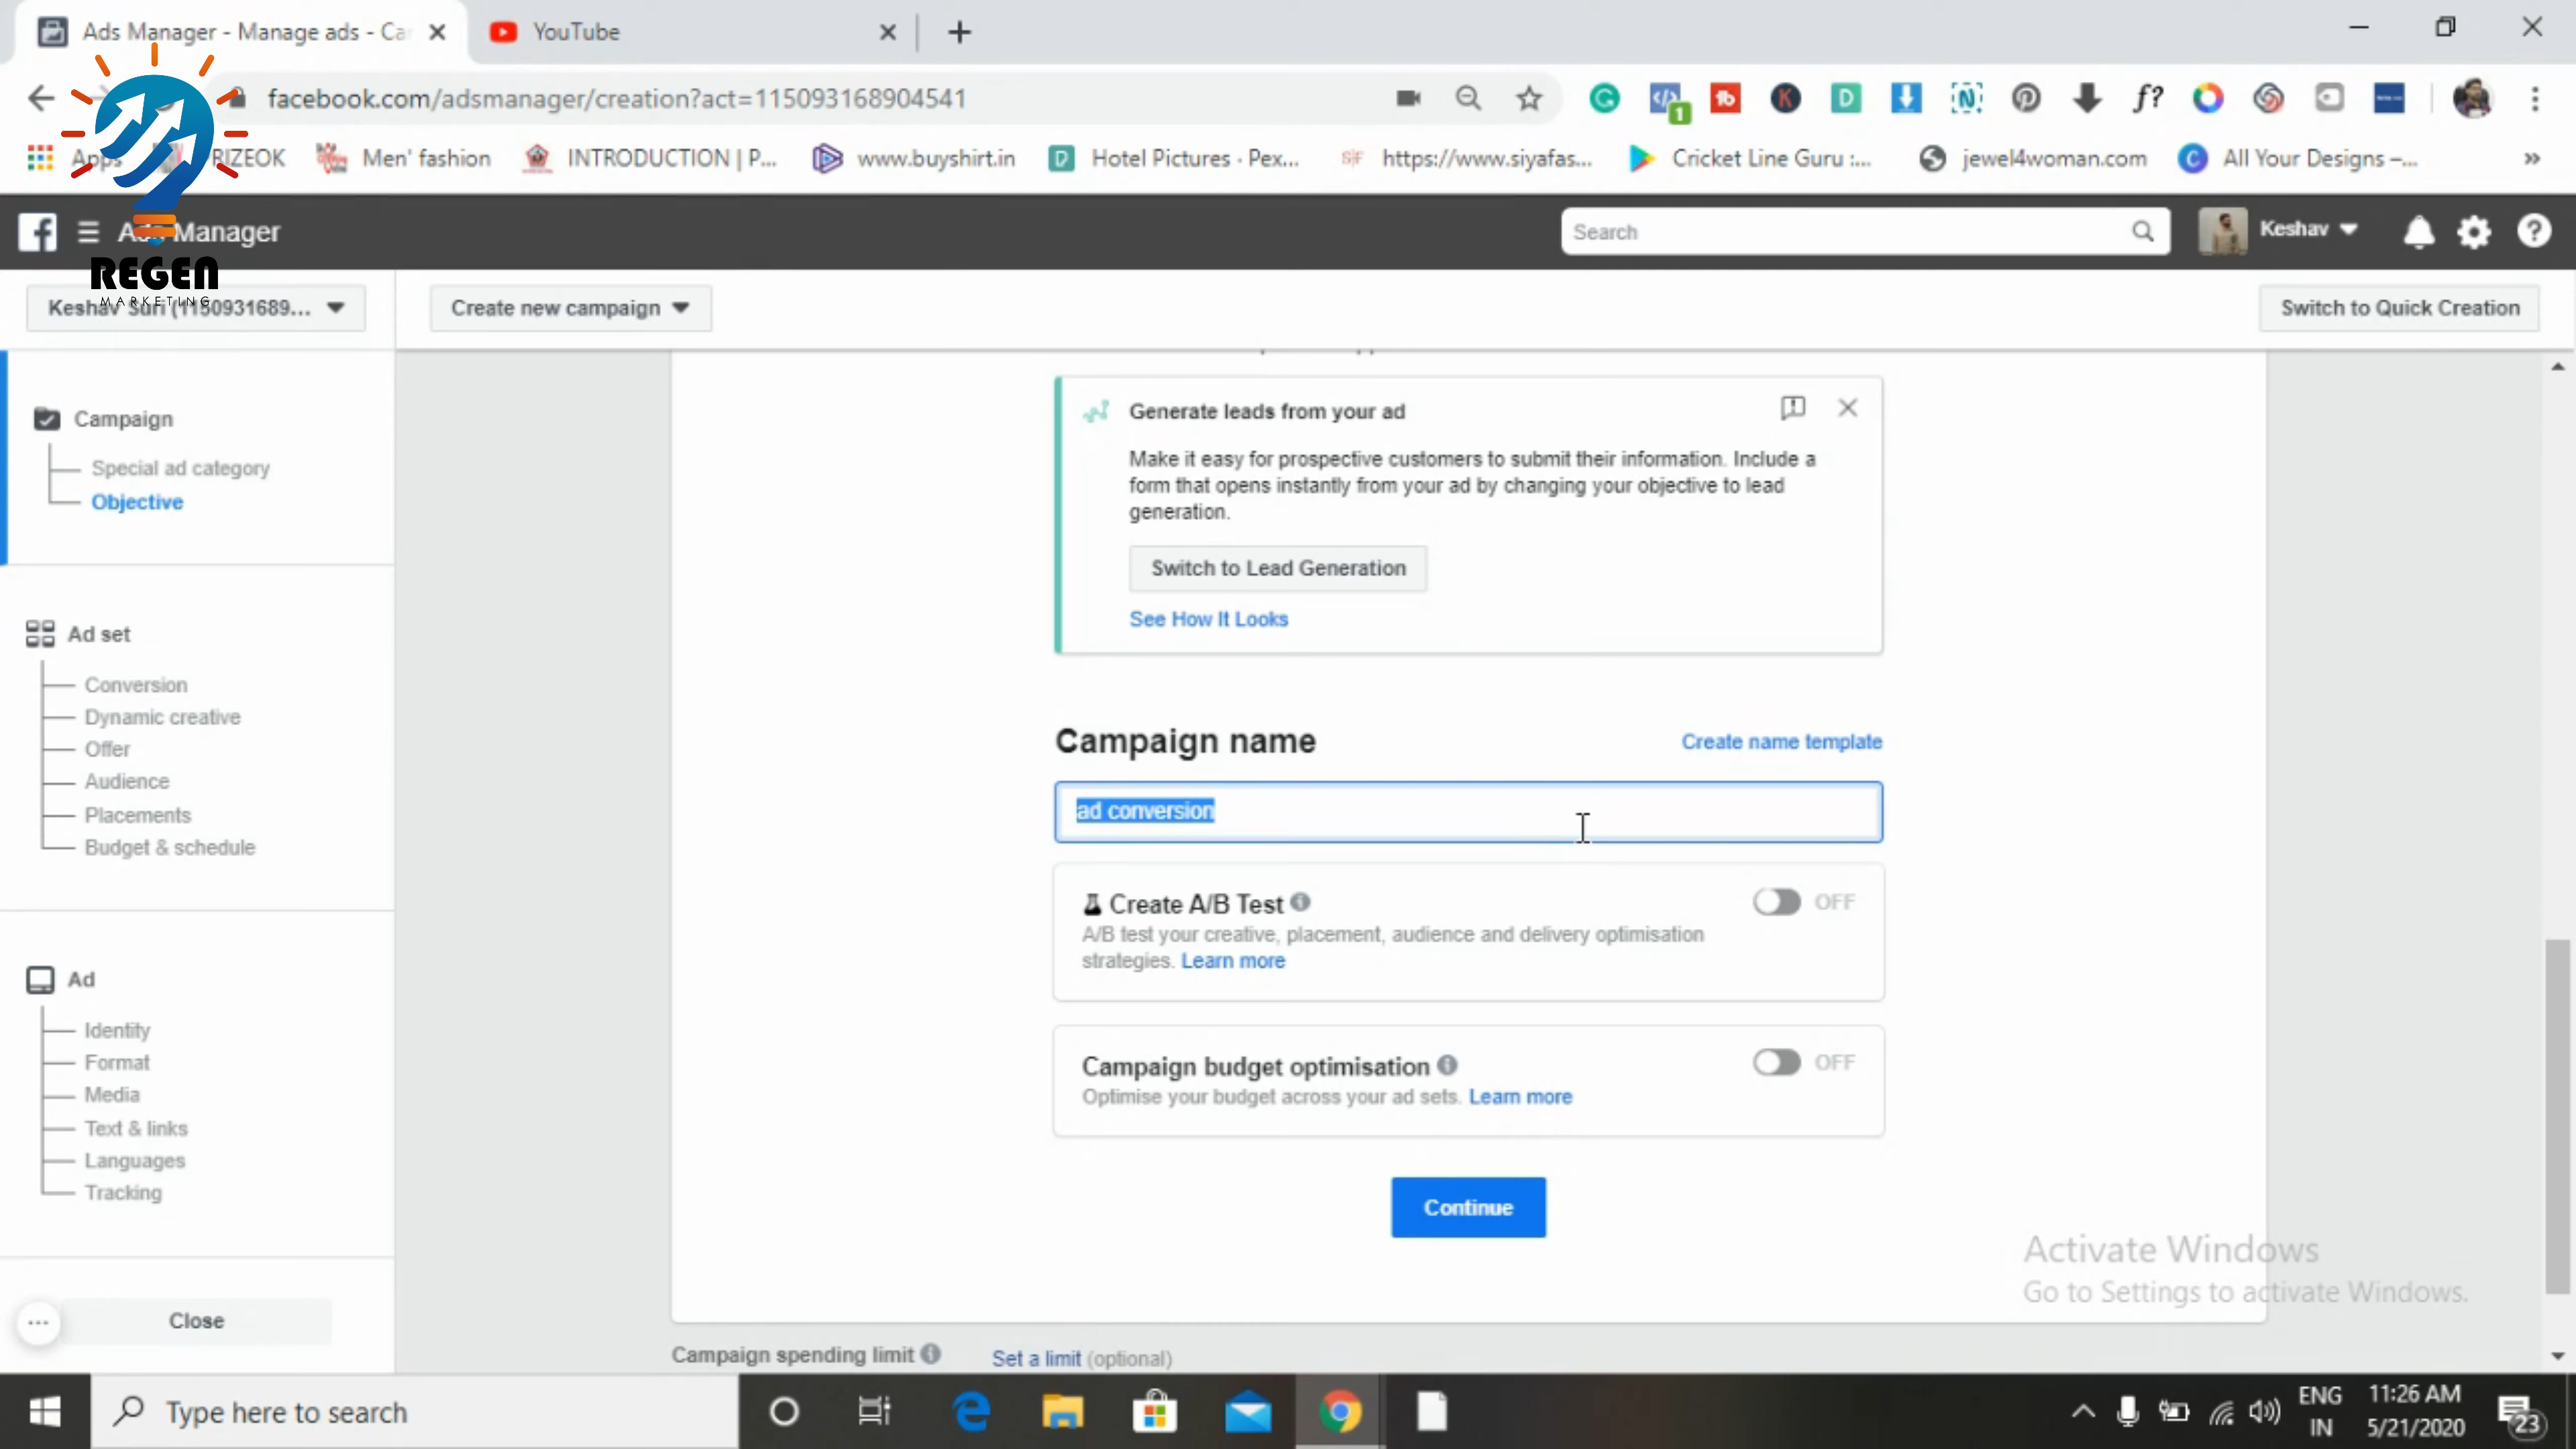 Ads Manager - Manage ads - Ca
YouTube
facebook.com/adsmanager/creation?act=115093168904541
Apps
RIZEOK
Men' fashion
INTRODUCTION | P...
www.buyshirt.in
Hotel Pictures · Pex...
https://www.siyafas...
Cricket Line Guru :...
jewel4woman.com
All Your Designs –...
»
Ads Manager
Search
Keshav
REGEN
MARKETING
Keshav Suri (1150931689...
Create new campaign
Switch to Quick Creation
Campaign
Special ad category
Objective
Ad set
Conversion
Dynamic creative
Offer
Audience
Placements
Budget & schedule
Ad
Identity
Format
Media
Text & links
Languages
Tracking
Close
Generate leads from your ad
Make it easy for prospective customers to submit their information. Include a
form that opens instantly from your ad by changing your objective to lead
generation.
Switch to Lead Generation
See How It Looks
Campaign name
Create name template
ad conversion
Create A/B Test
OFF
A/B test your creative, placement, audience and delivery optimisation
strategies. Learn more
Campaign budget optimisation
OFF
Optimise your budget across your ad sets. Learn more
Continue
Activate Windows
Go to Settings to activate Windows.
Campaign spending limit
Set a limit (optional)
Type here to search
ENG
IN
11:26 AM
5/21/2020
23